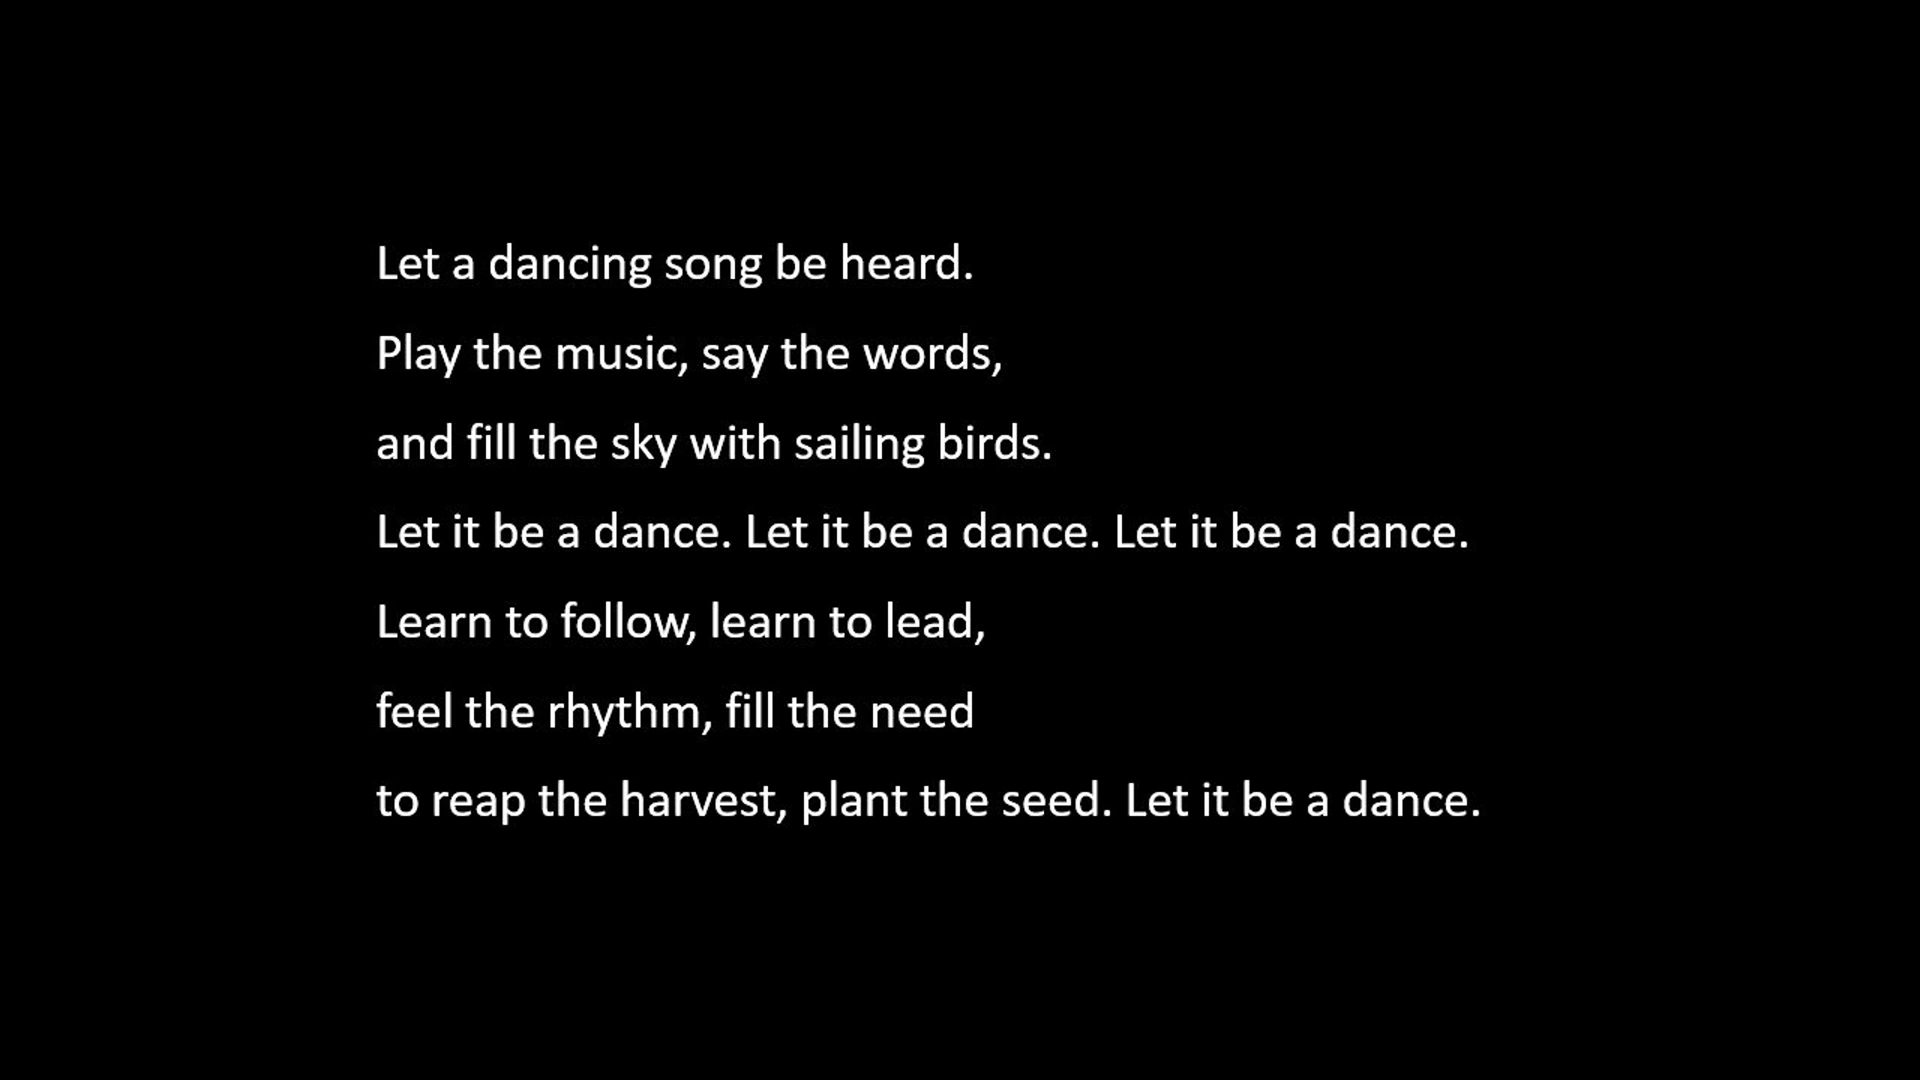 Let a dancing song be heard.
Play the music, say the words,
and fill the sky with sailing birds.
Let it be a dance. Let it be a dance. Let it be a dance.
Learn to follow, learn to lead,
feel the rhythm, fill the need
to reap the harvest, plant the seed. Let it be a dance.